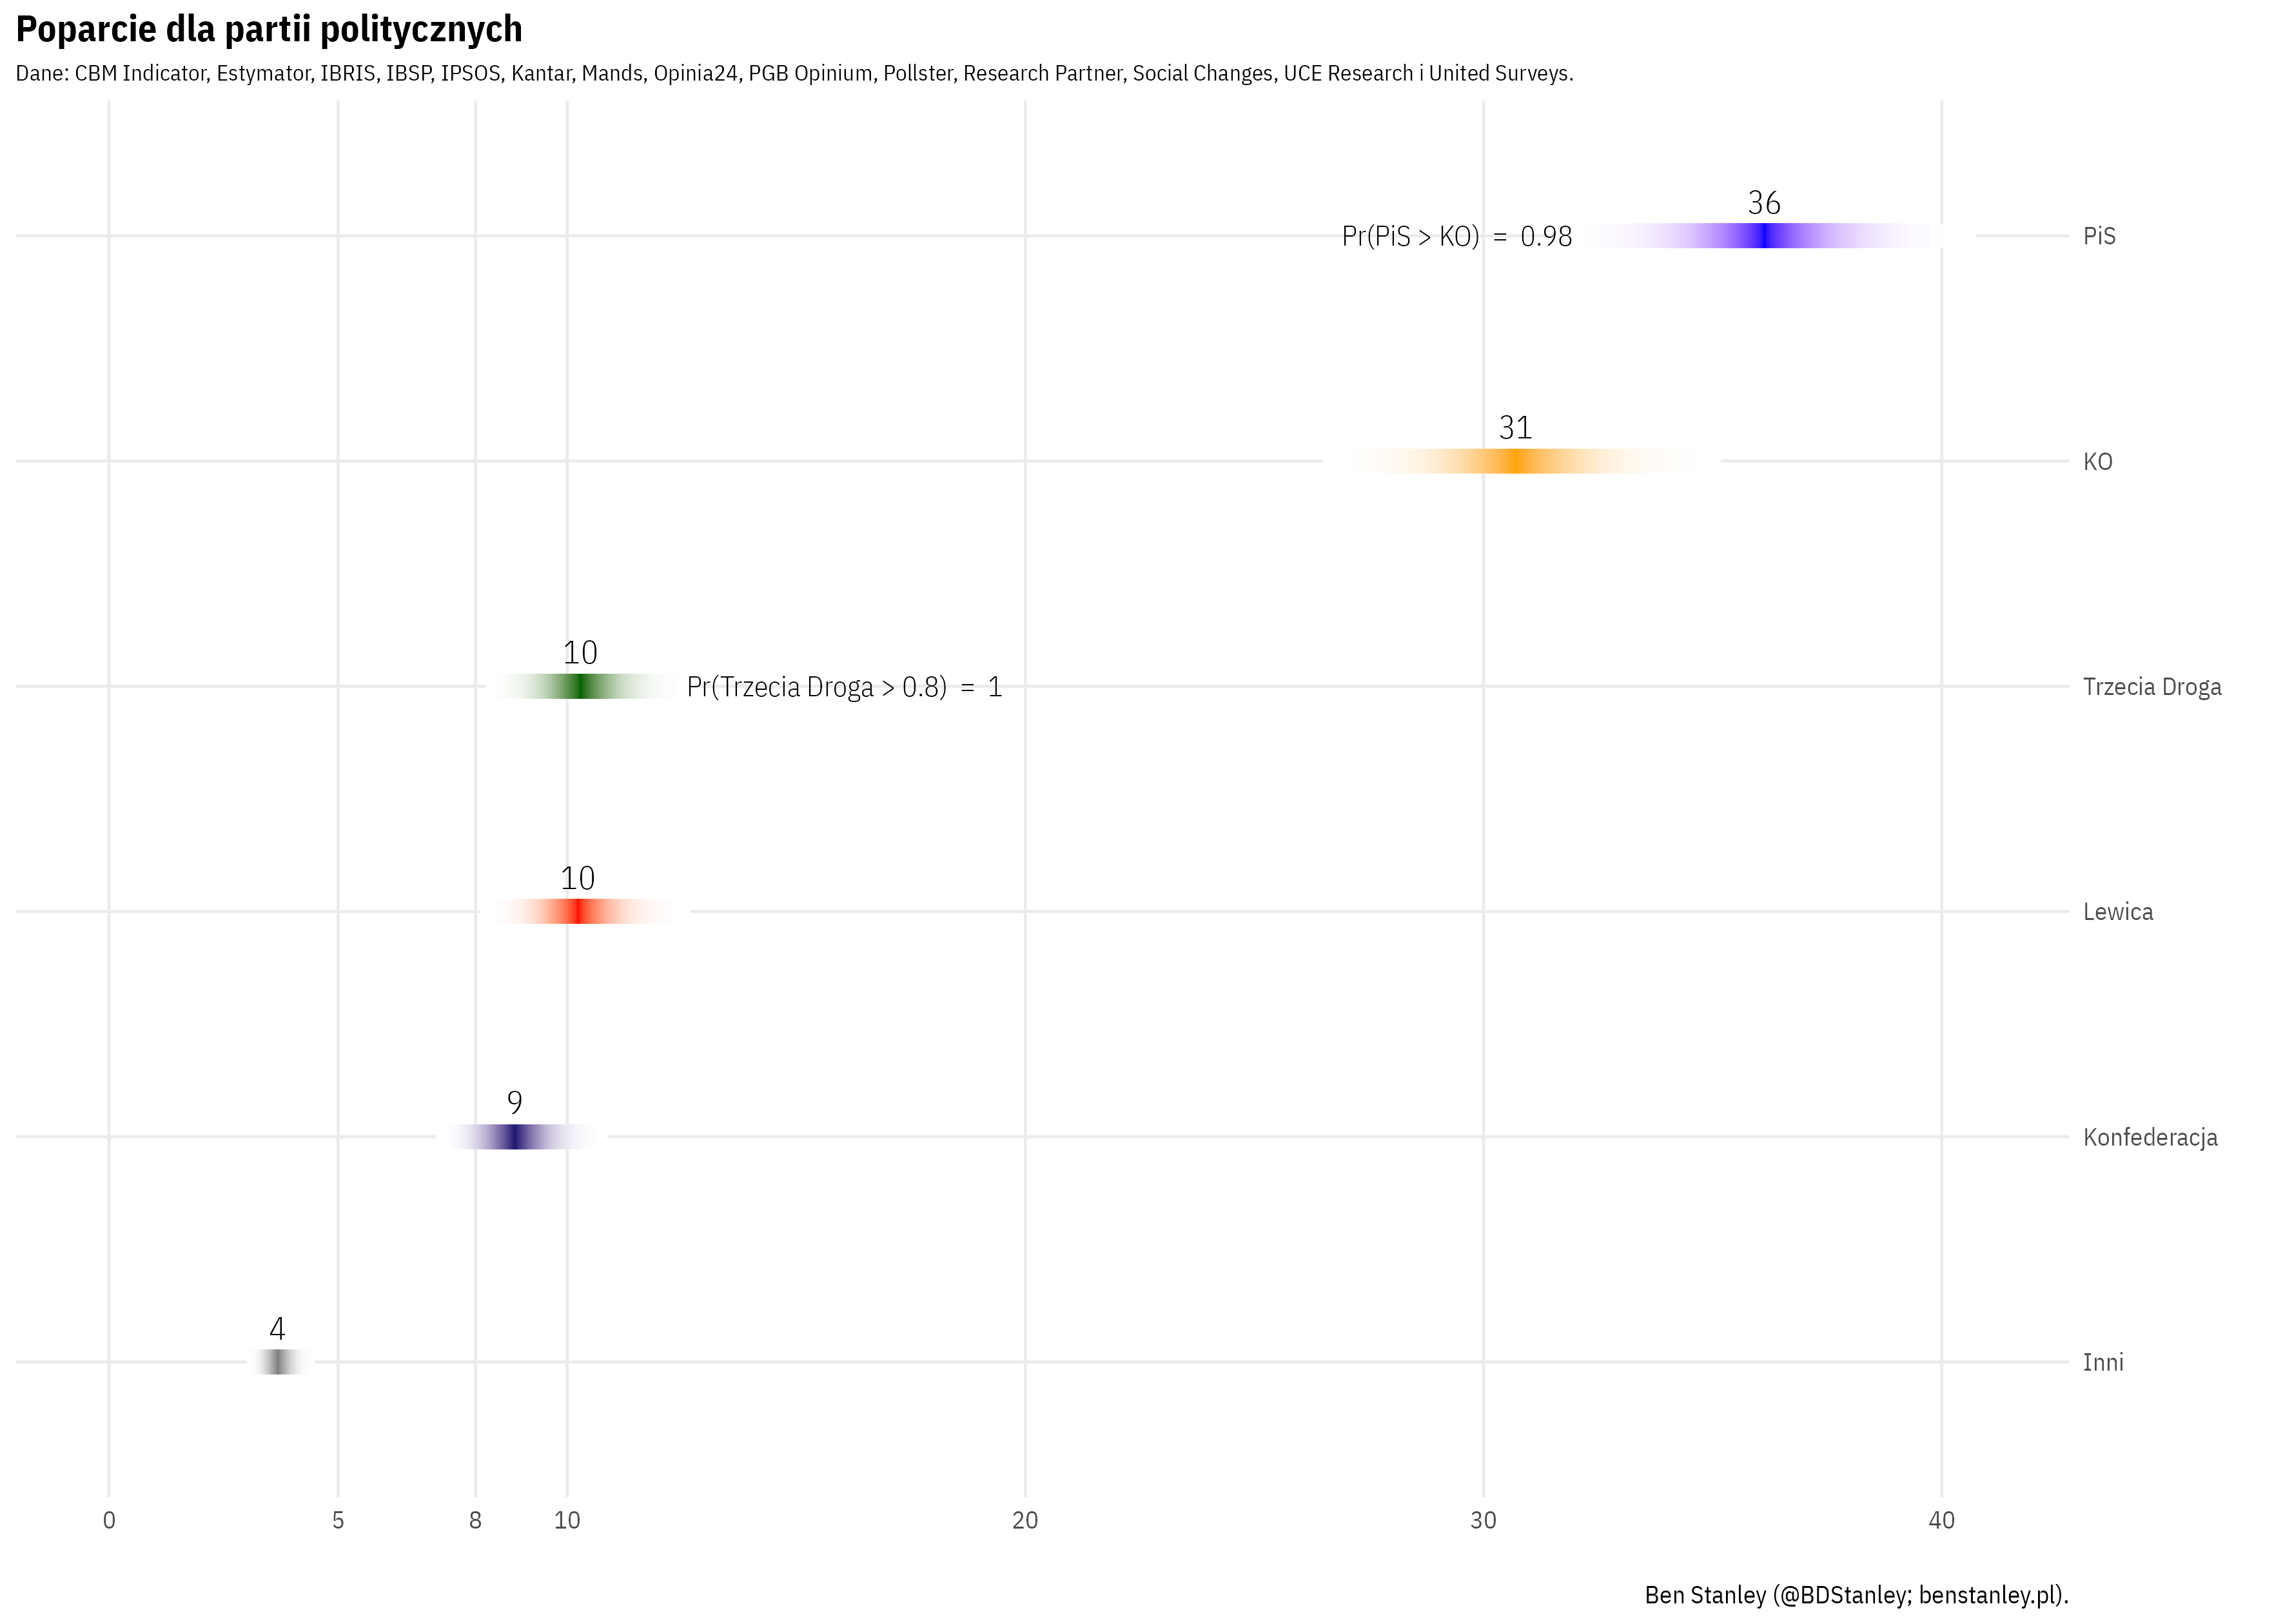 Poparcie dla partii politycznych
Dane: CBM Indicator, Estymator, IBRIS, IBSP, IPSOS, Kantar, Mands, Opinia24, PGB Opinium, Pollster, Research Partner, Social Changes, UCE Research i United Surveys.
36
Pr(PiS > KO) = 0.98
PiS
31
KO
10
Pr(Trzecia Droga > 0.8) = 1
Trzecia Droga
10
Lewica
9
Konfederacja
4
Inni
0 5 8 10 20 30 40
Ben Stanley (@BDStanley; benstanley.pl).